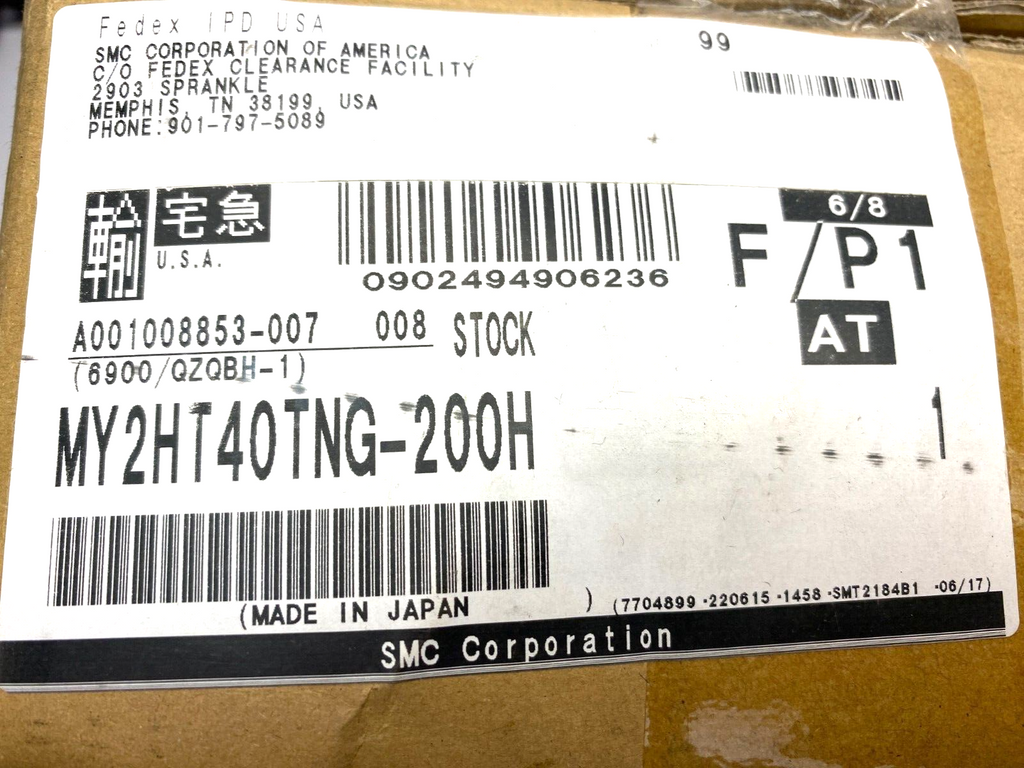 Fedex IPD USA
SMC CORPORATION OF AMERICA
C/O FEDEX CLEARANCE FACILITY
2903 SPRANKLE
MEMPHIS, TN 38199, USA
PHONE:901-797-5089
99
輸
宅急
U.S.A.
0902494906236
6/8
F/P1
AT
A001008853-007 008 STOCK
(6900/QZQBH-1)
MY2HT40TNG-200H 1
(MADE IN JAPAN )
(7704899 ·220615 ·1458 ·SMT2184B1 ·06/17)
SMC Corporation